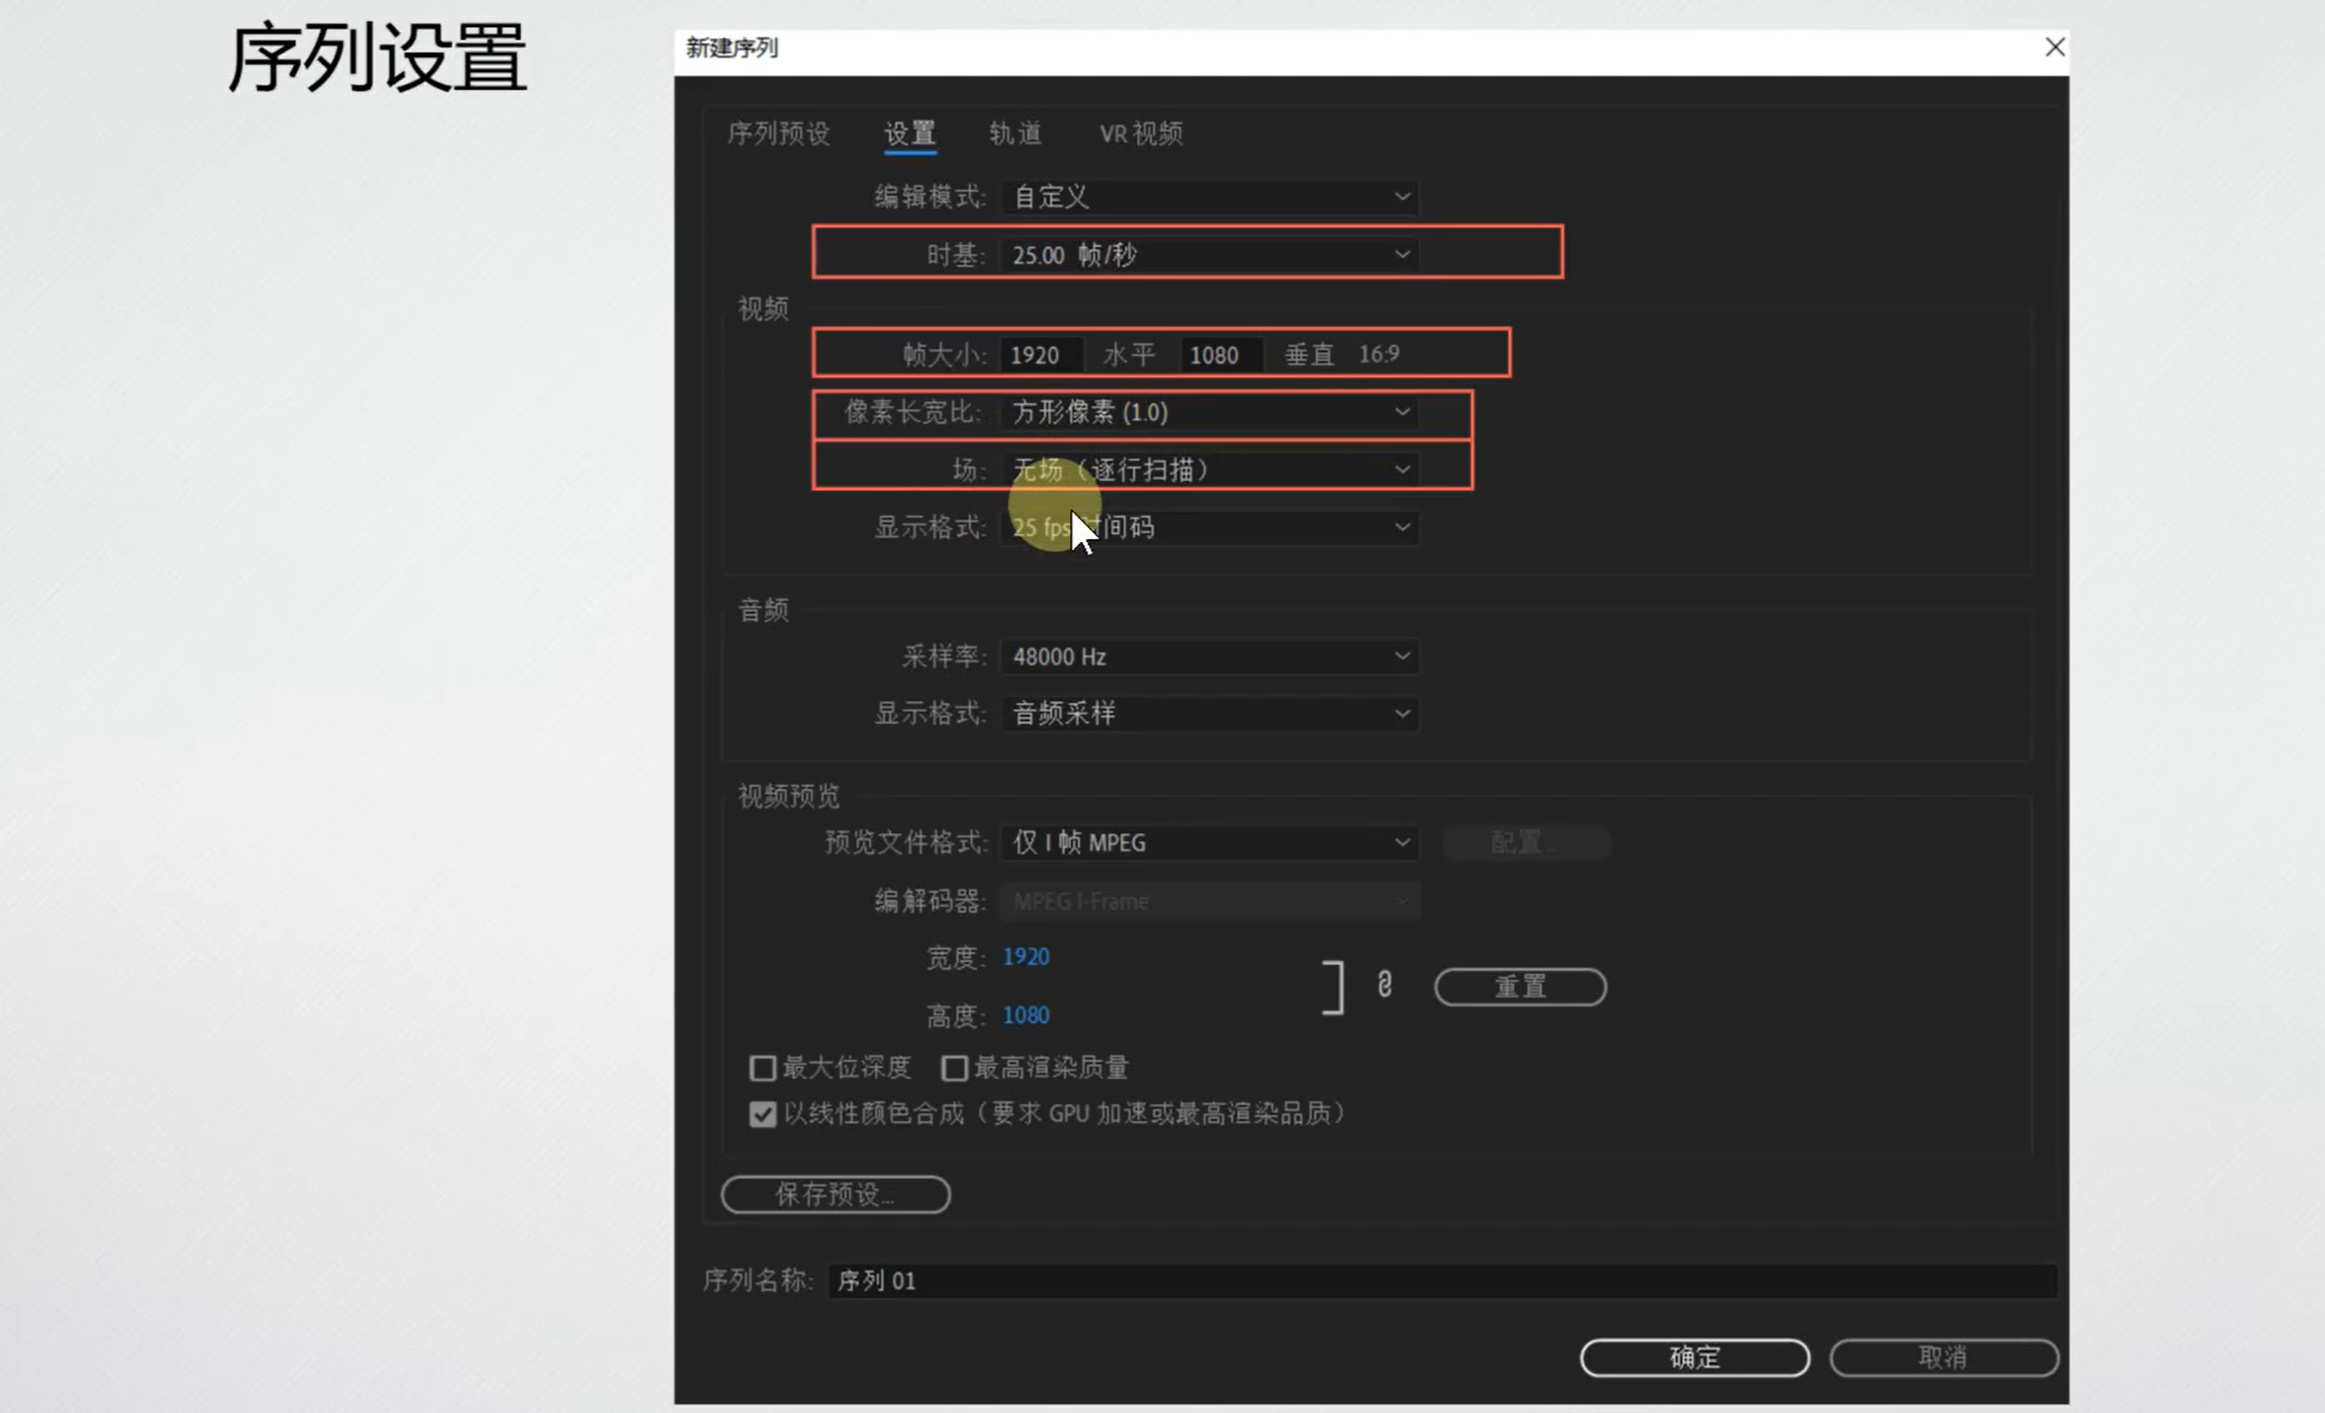 序列设置
新建序列
序列预设 设置 轨道 VR 视频
编辑模式: 自定义
时基: 25.00 帧/秒
视频
帧大小: 1920 水平 1080 垂直 16:9
像素长宽比: 方形像素 (1.0)
场: 无场（逐行扫描）
显示格式: 25 fps 时间码
音频
采样率: 48000 Hz
显示格式: 音频采样
视频预览
预览文件格式: 仅 I 帧 MPEG 配置...
编解码器: MPEG I-Frame
宽度: 1920
高度: 1080
重置
最大位深度 最高渲染质量
以线性颜色合成（要求 GPU 加速或最高渲染品质）
保存预设...
序列名称: 序列 01
确定 取消